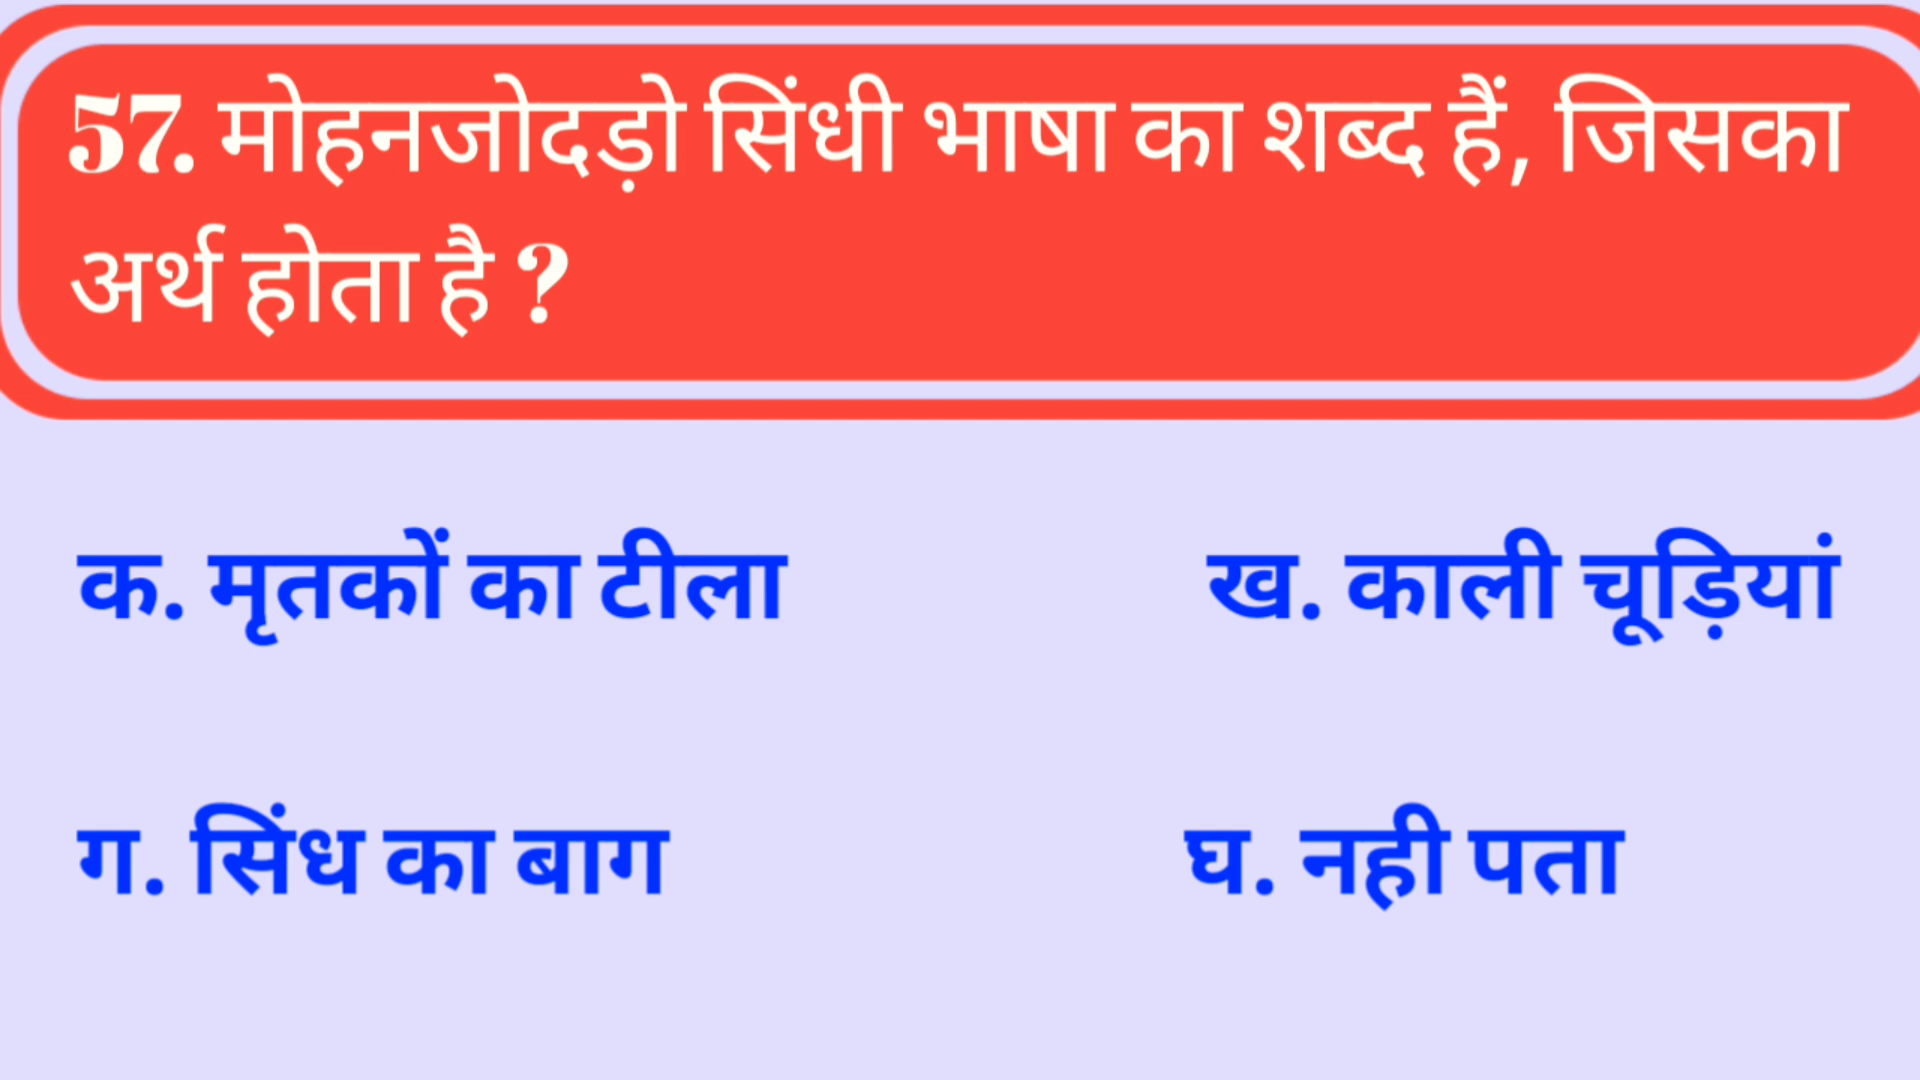 57. मोहनजोदड़ो सिंधी भाषा का शब्द हैं, जिसका
अर्थ होता है ?
क. मृतकों का टीला
ख. काली चूड़ियां
ग. सिंध का बाग
घ. नही पता